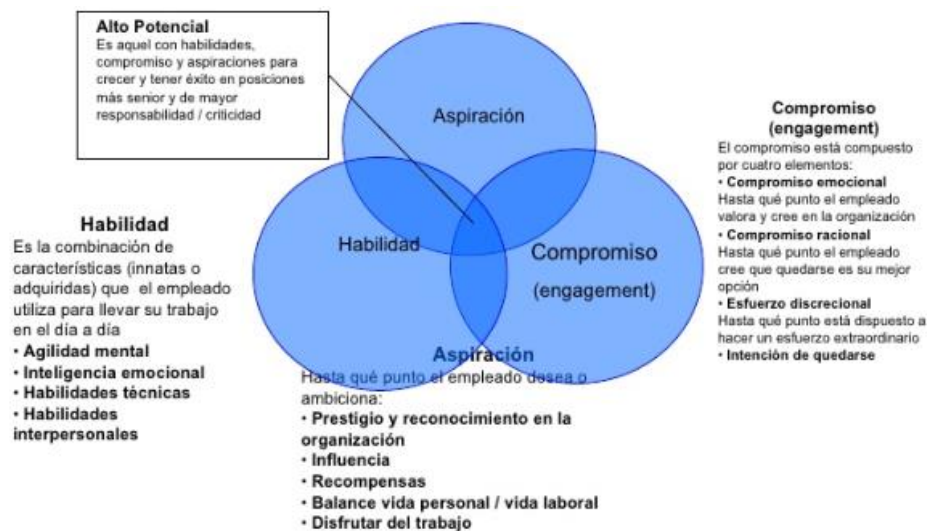 Alto Potencial
Es aquel con habilidades,
compromiso y aspiraciones para
crecer y tener éxito en posiciones
más senior y de mayor
responsabilidad / criticidad
Aspiración
Habilidad
Compromiso
(engagement)
Compromiso
(engagement)
El compromiso está compuesto
por cuatro elementos:
• Compromiso emocional
Hasta qué punto el empleado
valora y cree en la organización
• Compromiso racional
Hasta qué punto el empleado
cree que quedarse es su mejor
opción
• Esfuerzo discrecional
Hasta qué punto está dispuesto a
hacer un esfuerzo extraordinario
• Intención de quedarse
Habilidad
Es la combinación de
características (innatas o
adquiridas) que el empleado
utiliza para llevar su trabajo
en el día a día
• Agilidad mental
• Inteligencia emocional
• Habilidades técnicas
• Habilidades
interpersonales
Aspiración
Hasta qué punto el empleado desea o
ambiciona:
• Prestigio y reconocimiento en la
organización
• Influencia
• Recompensas
• Balance vida personal / vida laboral
• Disfrutar del trabajo